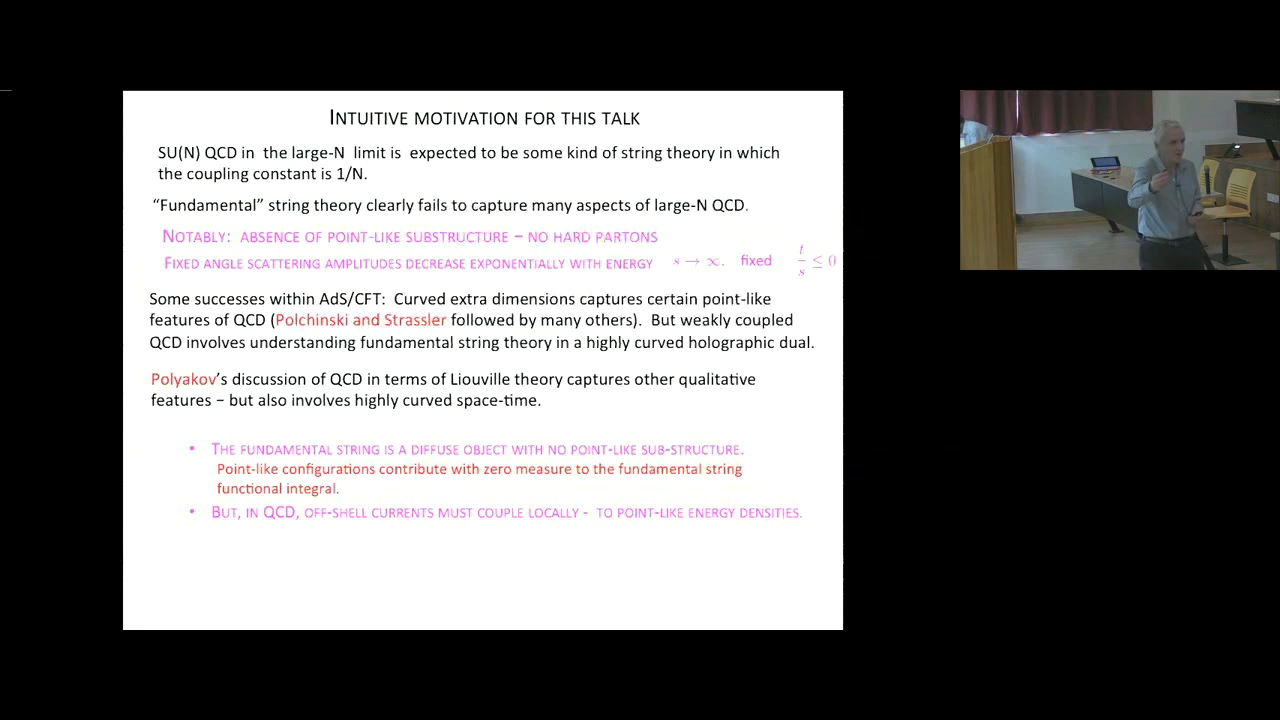 INTUITIVE MOTIVATION FOR THIS TALK
SU(N) QCD in the large-N limit is expected to be some kind of string theory in which
the coupling constant is 1/N.
“Fundamental” string theory clearly fails to capture many aspects of large-N QCD.
NOTABLY: ABSENCE OF POINT-LIKE SUBSTRUCTURE – NO HARD PARTONS
FIXED ANGLE SCATTERING AMPLITUDES DECREASE EXPONENTIALLY WITH ENERGY s → ∞. fixed t/s ≤ 0
Some successes within AdS/CFT: Curved extra dimensions captures certain point-like
features of QCD (Polchinski and Strassler followed by many others). But weakly coupled
QCD involves understanding fundamental string theory in a highly curved holographic dual.
Polyakov’s discussion of QCD in terms of Liouville theory captures other qualitative
features – but also involves highly curved space-time.
• THE FUNDAMENTAL STRING IS A DIFFUSE OBJECT WITH NO POINT-LIKE SUB-STRUCTURE.
Point-like configurations contribute with zero measure to the fundamental string
functional integral.
• BUT, IN QCD, OFF-SHELL CURRENTS MUST COUPLE LOCALLY - TO POINT-LIKE ENERGY DENSITIES.